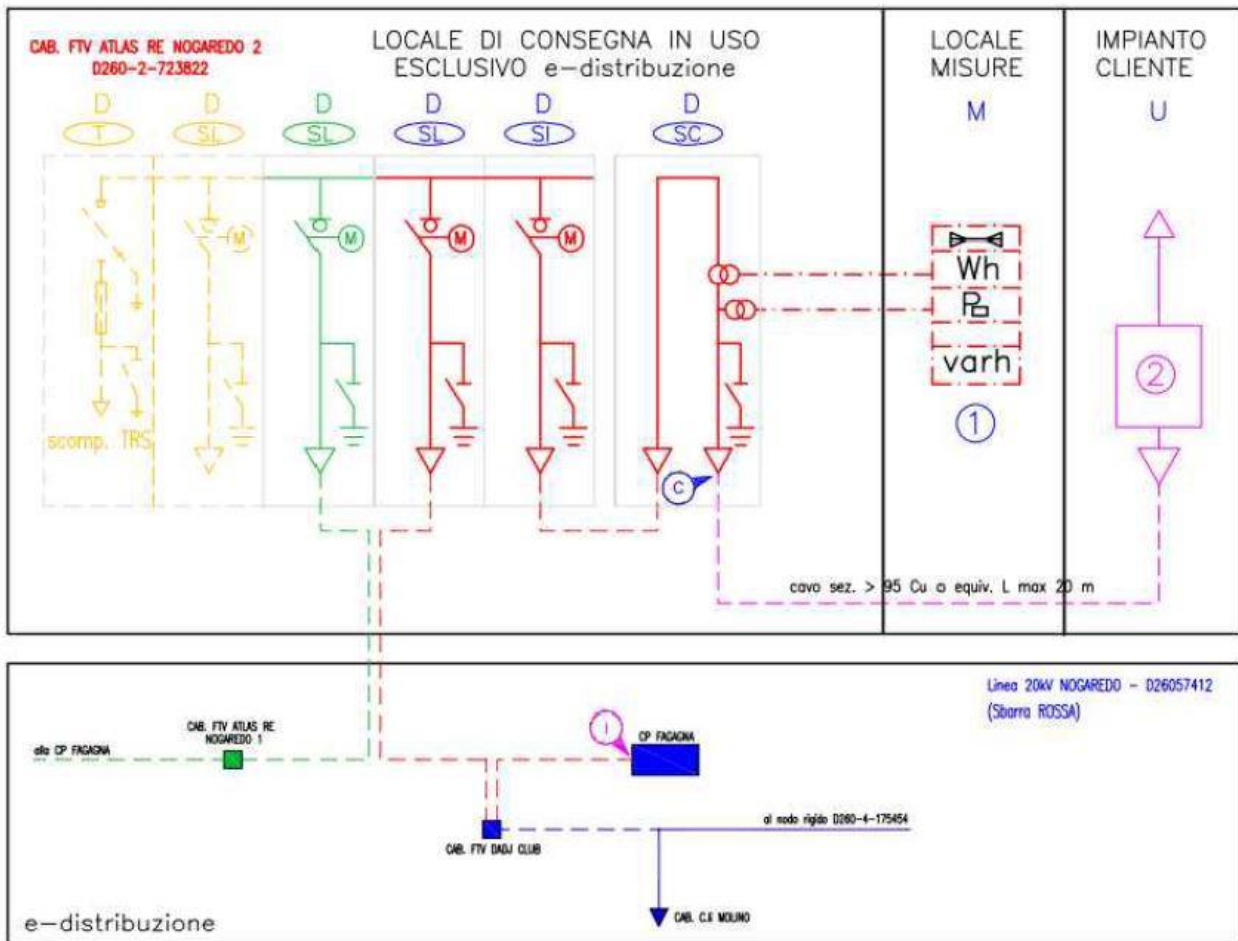 CAB. FTV ATLAS RE NOGAREDO 2
D260-2-723822
LOCALE DI CONSEGNA IN USO
ESCLUSIVO e-distribuzione
LOCALE
MISURE
IMPIANTO
CLIENTE
D D D D D D
T SL SL SL SI SC
M
U
M M M M
Wh
varh
scomp. TRS
1
2
C
cavo sez. > 95 Cu o equiv. L max 20 m
Linea 20kV NOGAREDO - D26057412
(Sbarra ROSSA)
CAB. FTV ATLAS RE
NOGAREDO 1
alla CP FAGAGNA
I
CP FAGAGNA
al nodo rigido D260-4-175454
CAB. FTV DADJ CLUB
CAB. C.E MOLINO
e-distribuzione